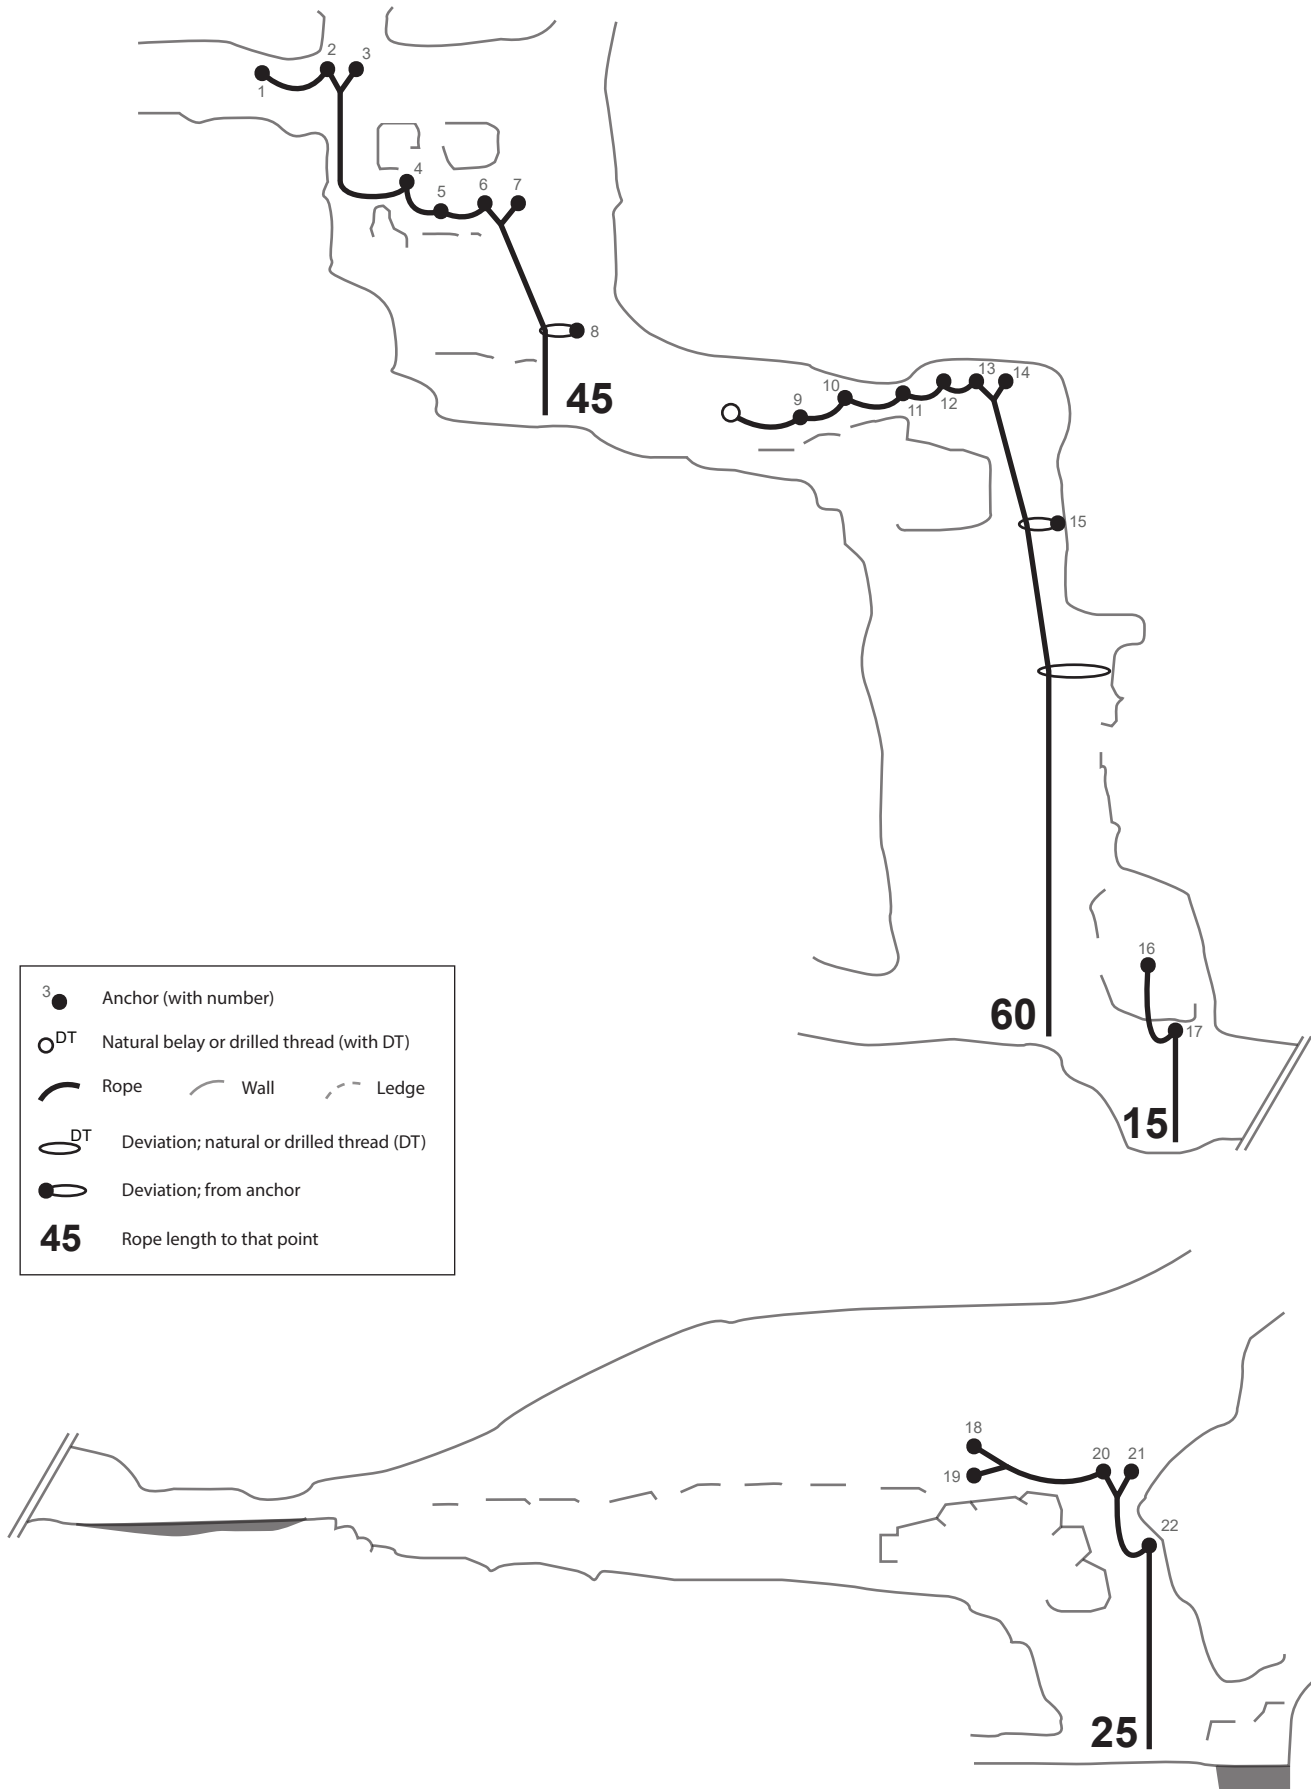 2
3
1
4
5
6
7
8
45
9
10
11
12
13
14
15
16
17
60
15
3
Anchor (with number)
DT
Natural belay or drilled thread (with DT)
Rope
Wall
Ledge
DT
Deviation; natural or drilled thread (DT)
Deviation; from anchor
45
Rope length to that point
18
19
20
21
22
25